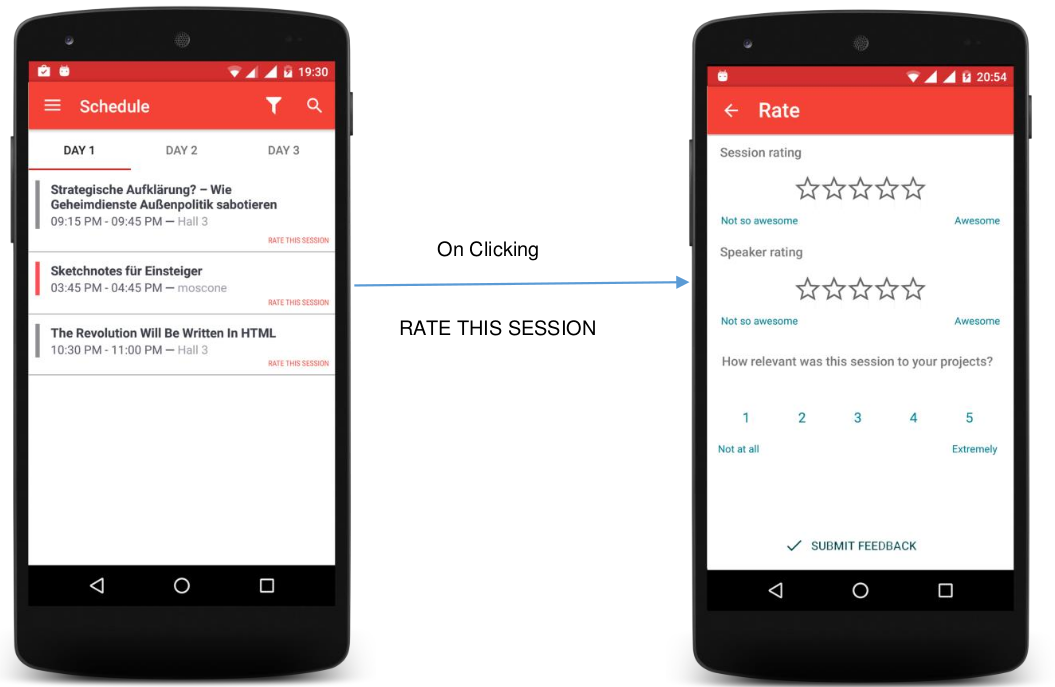 19:30
Schedule
DAY 1 DAY 2 DAY 3
Strategische Aufklärung? – Wie
Geheimdienste Außenpolitik sabotieren
09:15 PM - 09:45 PM — Hall 3
RATE THIS SESSION
Sketchnotes für Einsteiger
03:45 PM - 04:45 PM — moscone
RATE THIS SESSION
The Revolution Will Be Written In HTML
10:30 PM - 11:00 PM — Hall 3
RATE THIS SESSION
On Clicking
RATE THIS SESSION
20:54
Rate
Session rating
Not so awesome Awesome
Speaker rating
Not so awesome Awesome
How relevant was this session to your projects?
1 2 3 4 5
Not at all Extremely
SUBMIT FEEDBACK